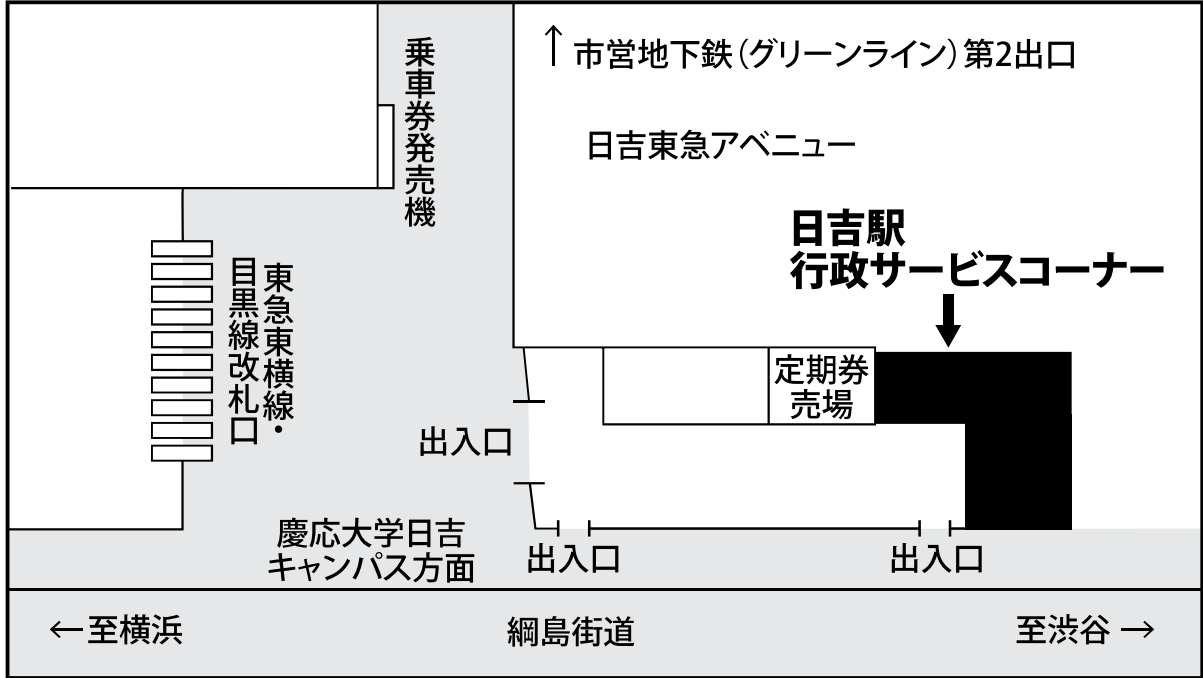 ↑ 市営地下鉄（グリーンライン）第2出口
乗車券発売機
日吉東急アベニュー
日吉駅
行政サービスコーナー
東急東横線・
目黒線改札口
定期券
売場
出入口
慶応大学日吉
キャンパス方面
出入口
出入口
←至横浜
綱島街道
至渋谷→